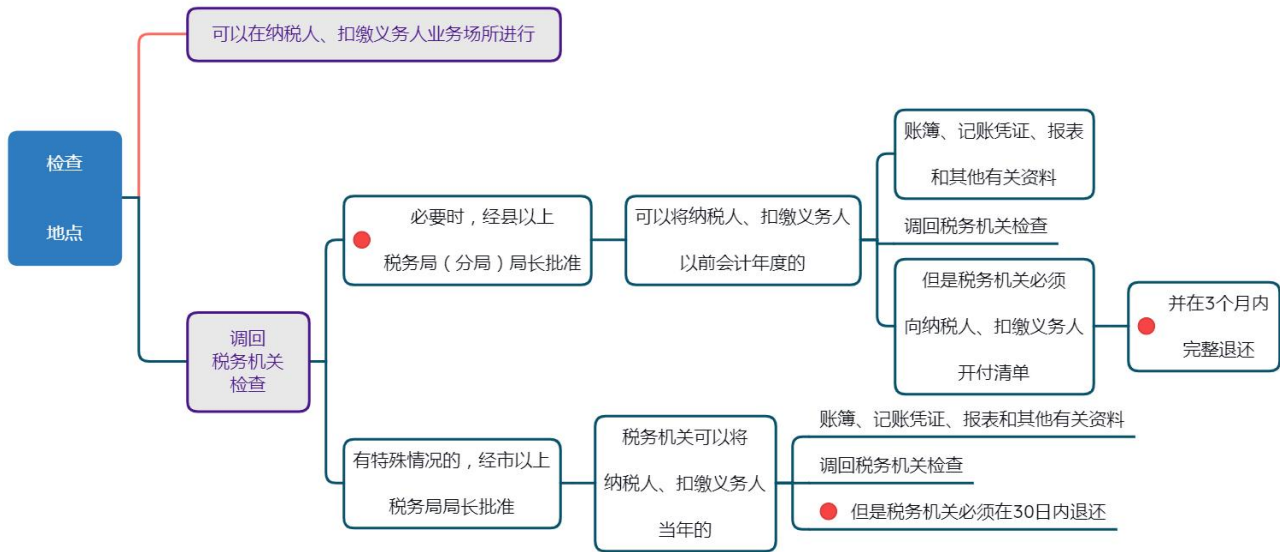 可以在纳税人、扣缴义务人业务场所进行
检查
地点
调回
税务机关
检查
必要时，经县以上
税务局（分局）局长批准
可以将纳税人、扣缴义务人
以前会计年度的
账簿、记账凭证、报表
和其他有关资料
调回税务机关检查
但是税务机关必须
向纳税人、扣缴义务人
开付清单
并在3个月内
完整退还
有特殊情况的，经市以上
税务局局长批准
税务机关可以将
纳税人、扣缴义务人
当年的
账簿、记账凭证、报表和其他有关资料
调回税务机关检查
但是税务机关必须在30日内退还